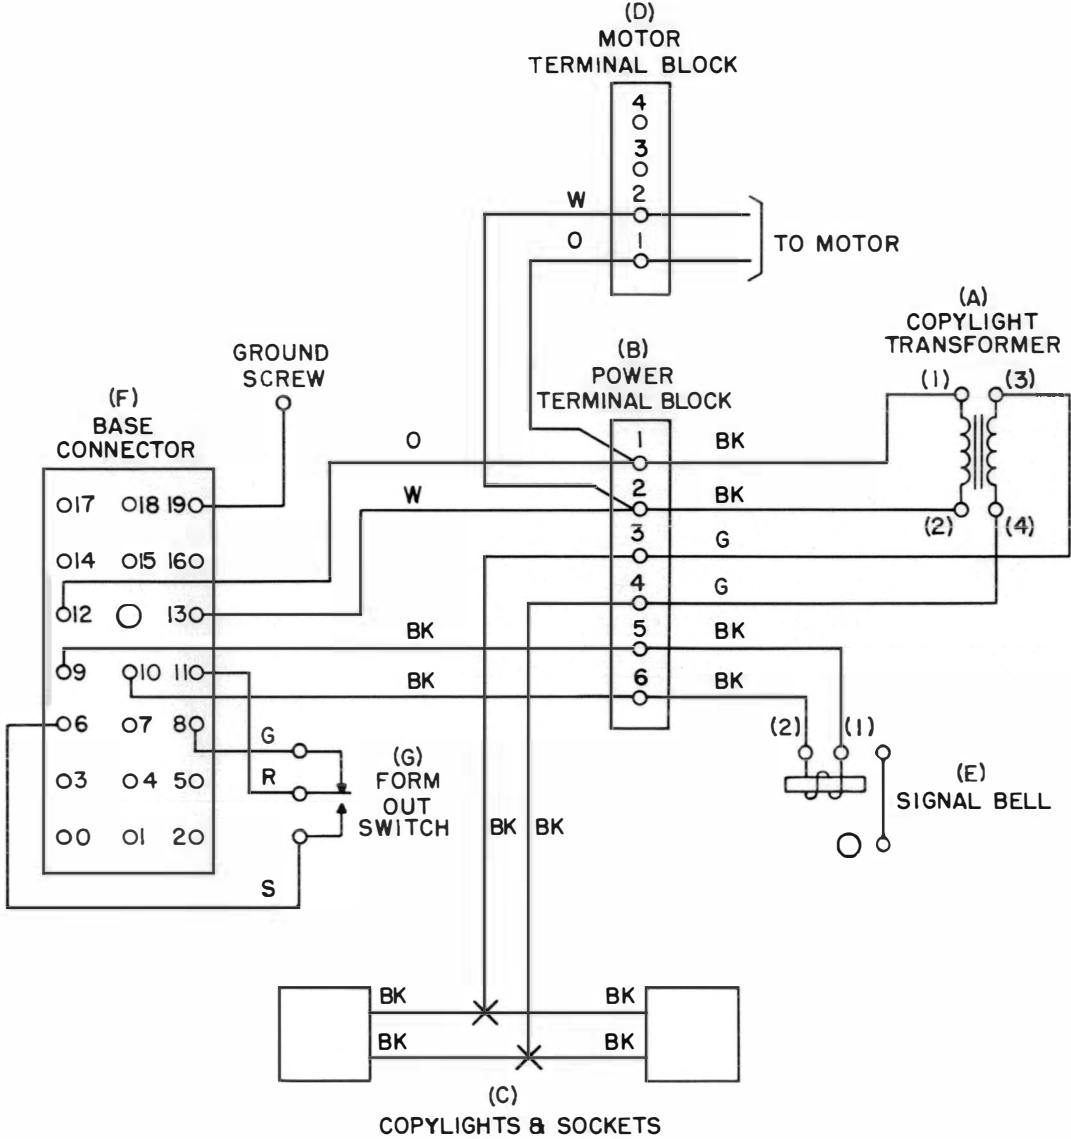 (D)
MOTOR
TERMINAL BLOCK
4
3
2
W
1
O
TO MOTOR
(A)
COPYLIGHT
TRANSFORMER
(1)
(3)
(2)
(4)
GROUND
SCREW
(B)
POWER
TERMINAL BLOCK
(F)
BASE
CONNECTOR
O
1
BK
W
2
BK
3
G
4
G
BK
5
BK
BK
6
BK
17 18 19
14 15 16
12 13
9 10 11
6 7 8
3 4 5
0 1 2
G
R
S
(G)
FORM
OUT
SWITCH
(2) (1)
(E)
SIGNAL BELL
BK BK
BK BK
BK BK
(C)
COPYLIGHTS & SOCKETS